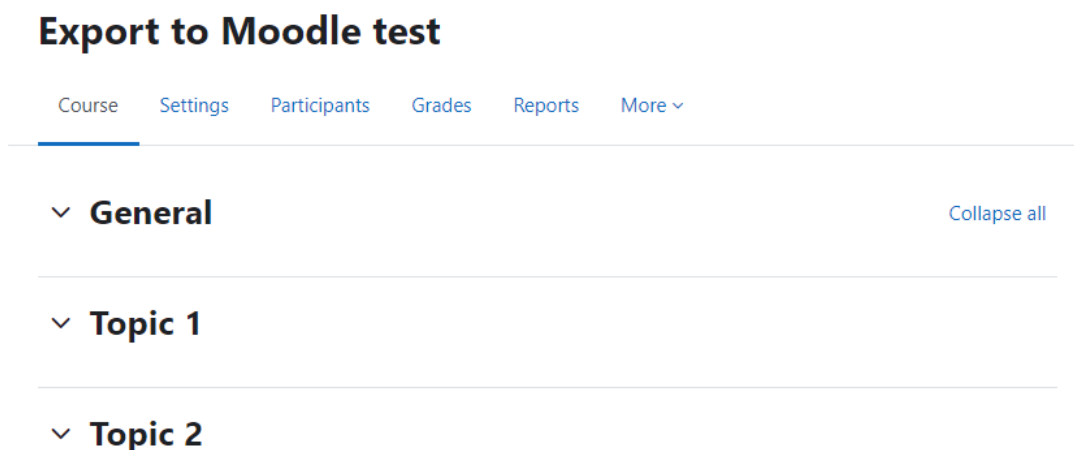 Export to Moodle test
Course Settings Participants Grades Reports More
General Collapse all
Topic 1
Topic 2